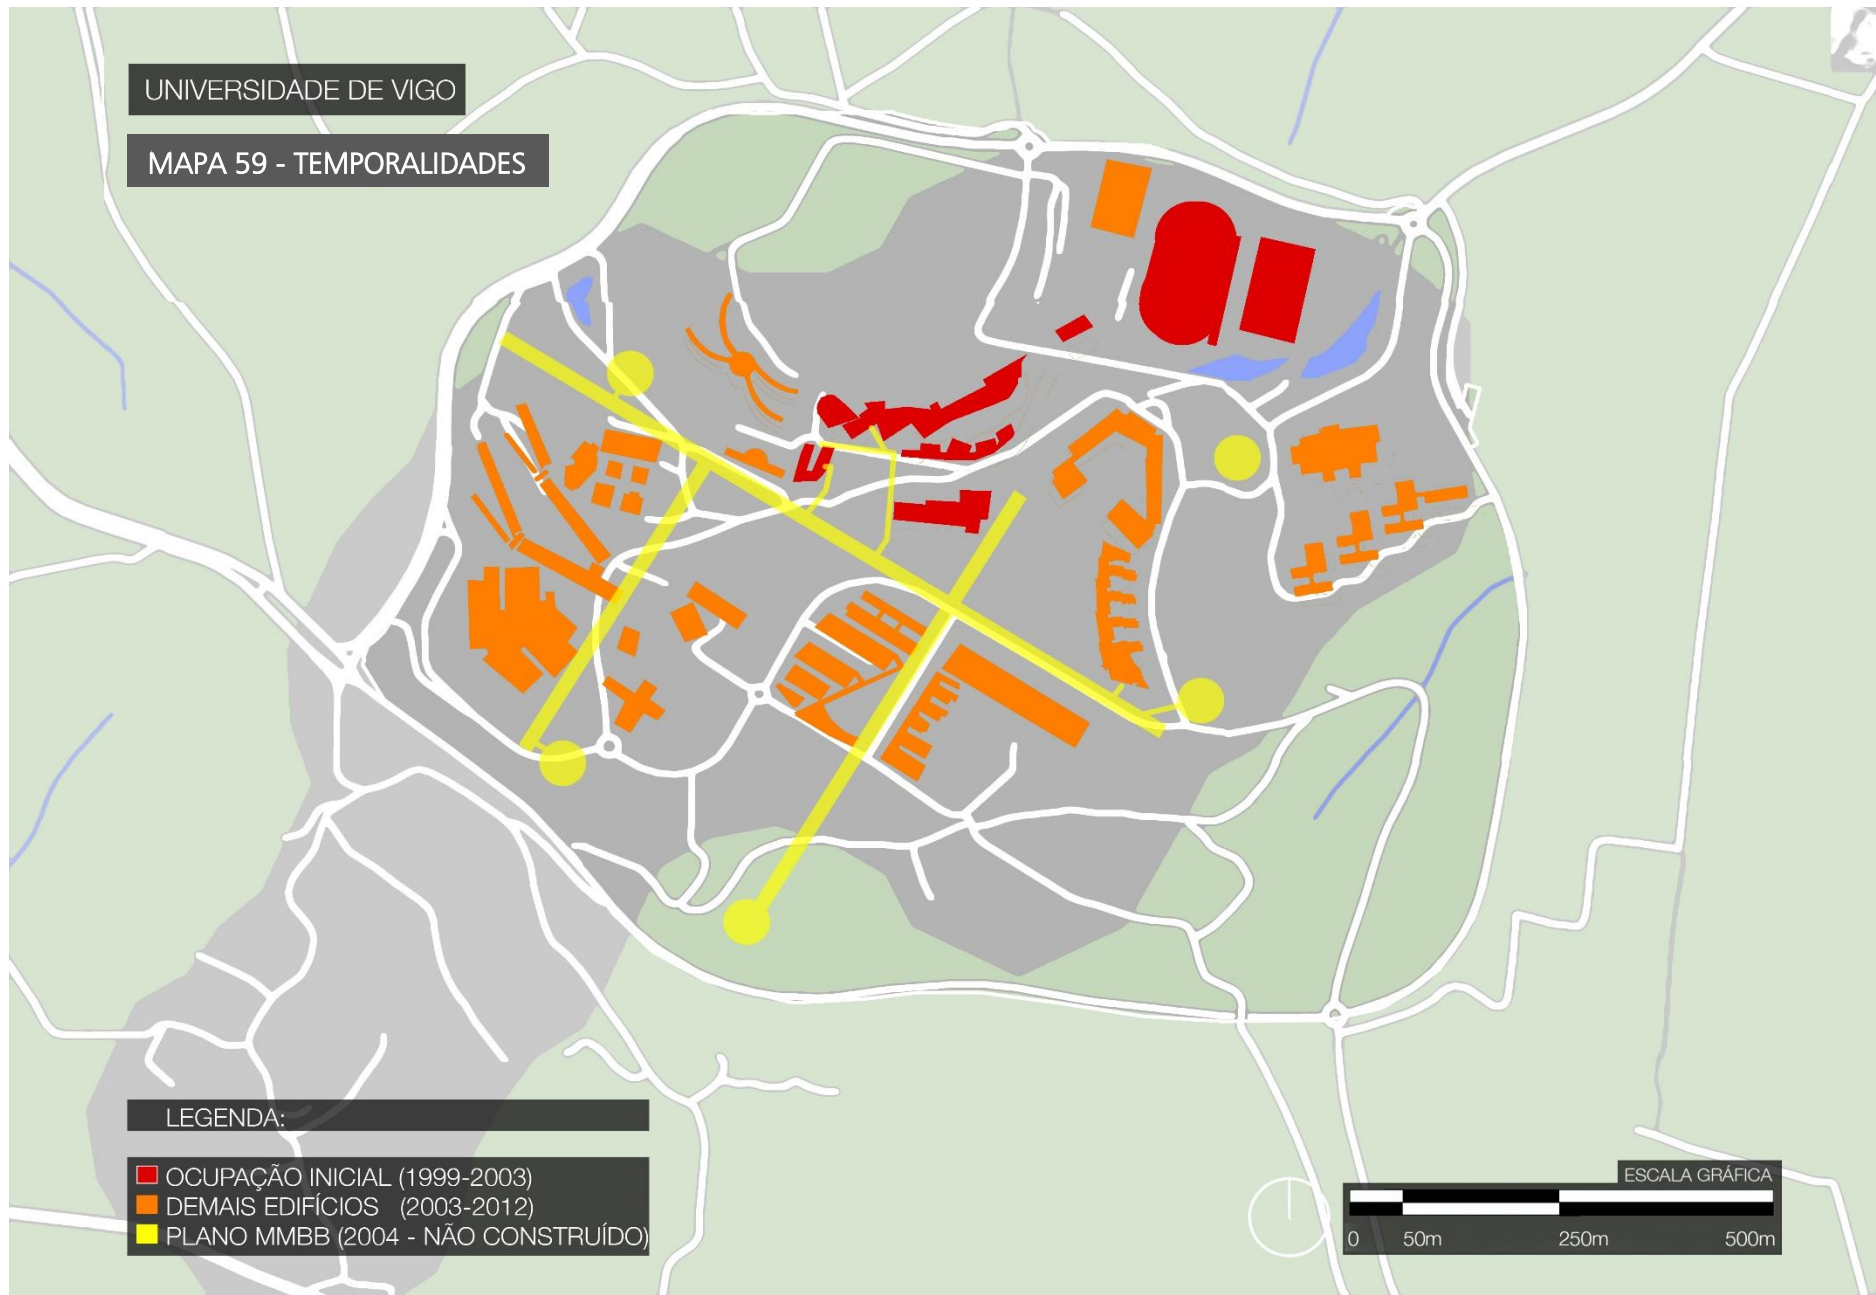 UNIVERSIDADE DE VIGO
MAPA 59 - TEMPORALIDADES
LEGENDA:
OCUPAÇÃO INICIAL (1999-2003)
DEMAIS EDIFÍCIOS (2003-2012)
PLANO MMBB (2004 - NÃO CONSTRUÍDO)
ESCALA GRÁFICA
0 50m 250m 500m